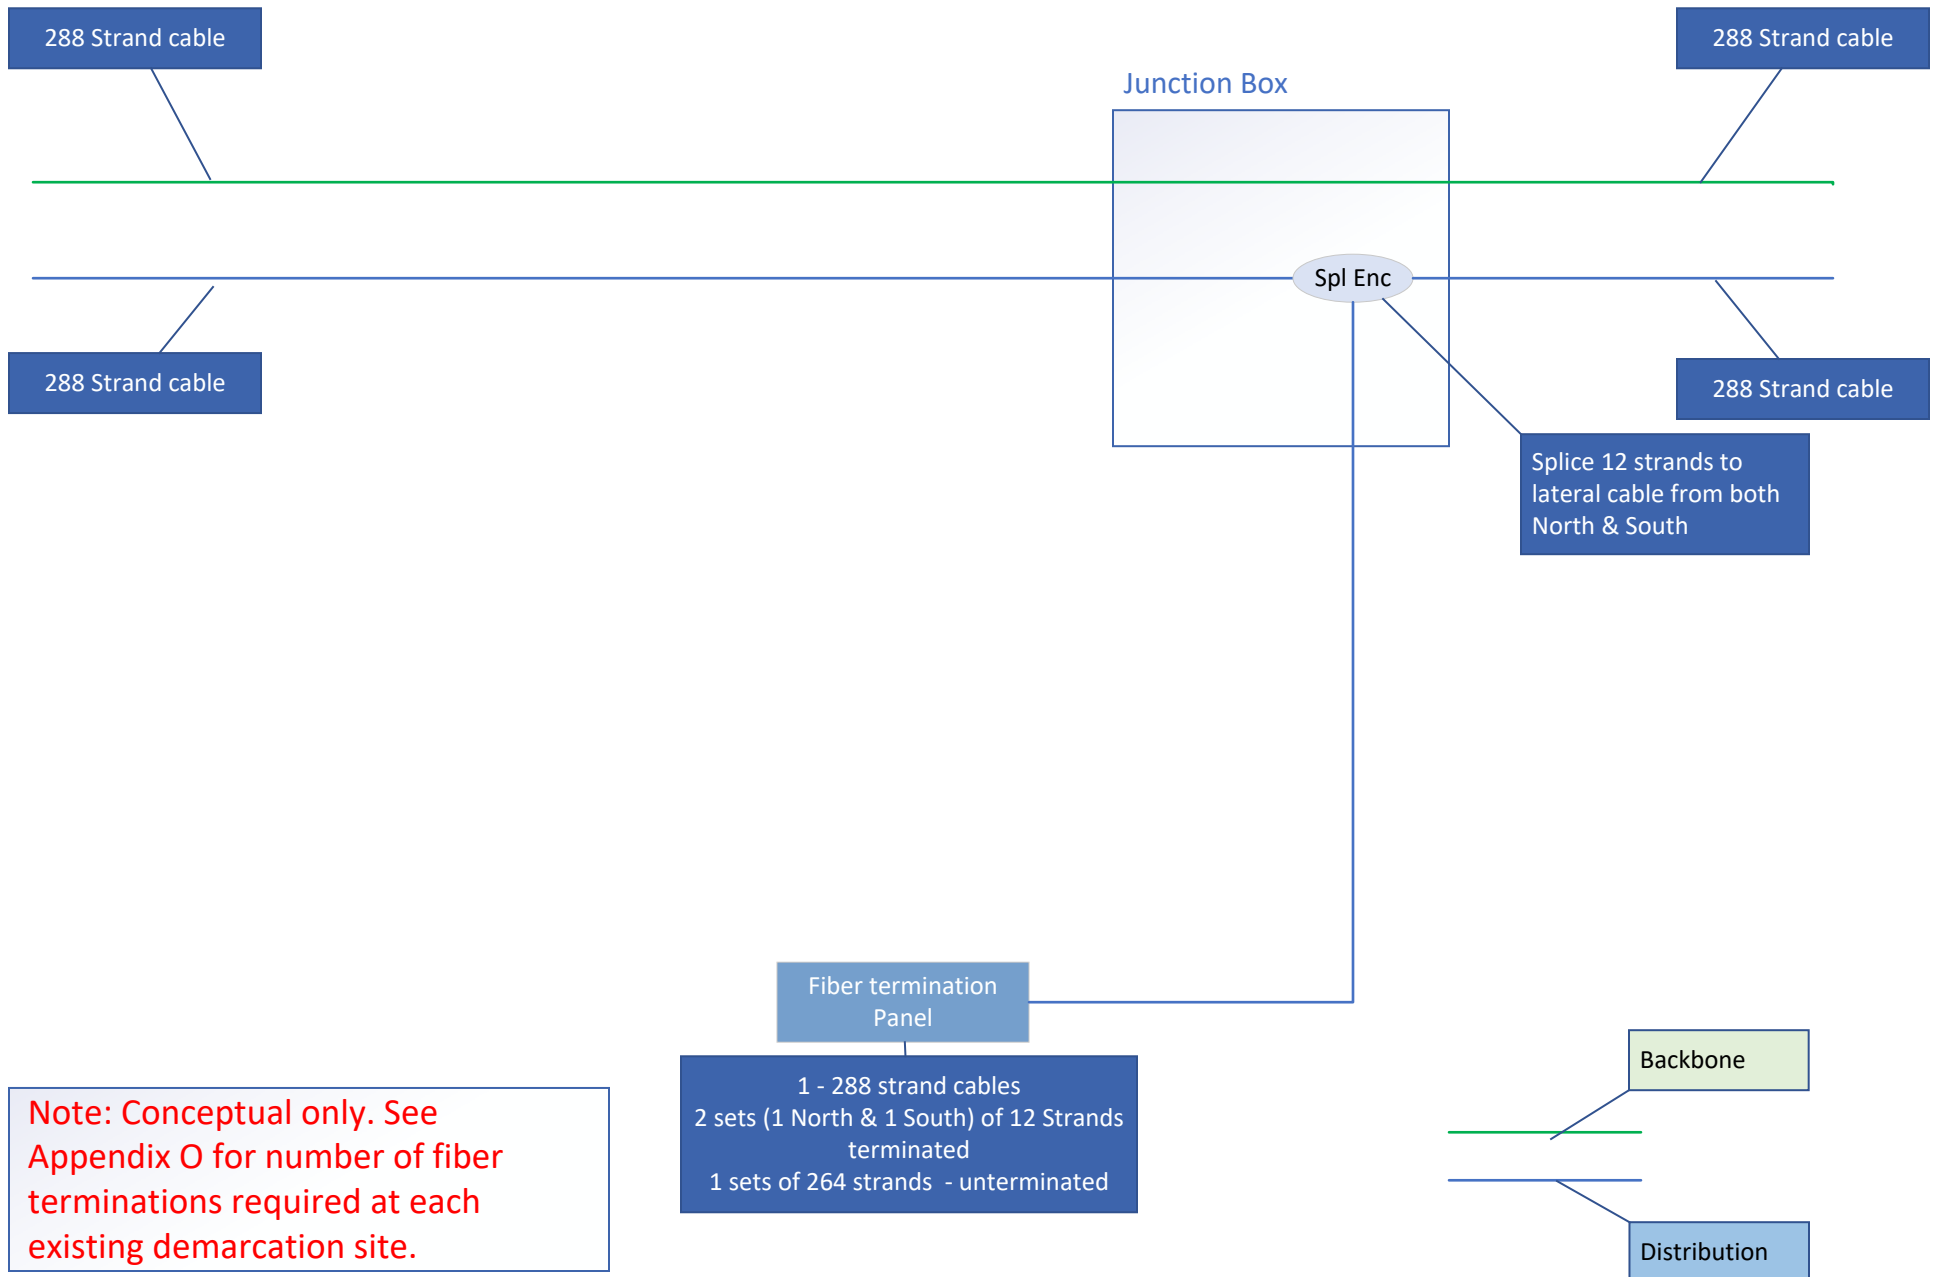 288 Strand cable
288 Strand cable
Junction Box
Spl Enc
288 Strand cable
288 Strand cable
Splice 12 strands to
lateral cable from both
North & South
Fiber termination
Panel
1 - 288 strand cables
2 sets (1 North & 1 South) of 12 Strands
terminated
1 sets of 264 strands  - unterminated
Note: Conceptual only. See
Appendix O for number of fiber
terminations required at each
existing demarcation site.
Backbone
Distribution